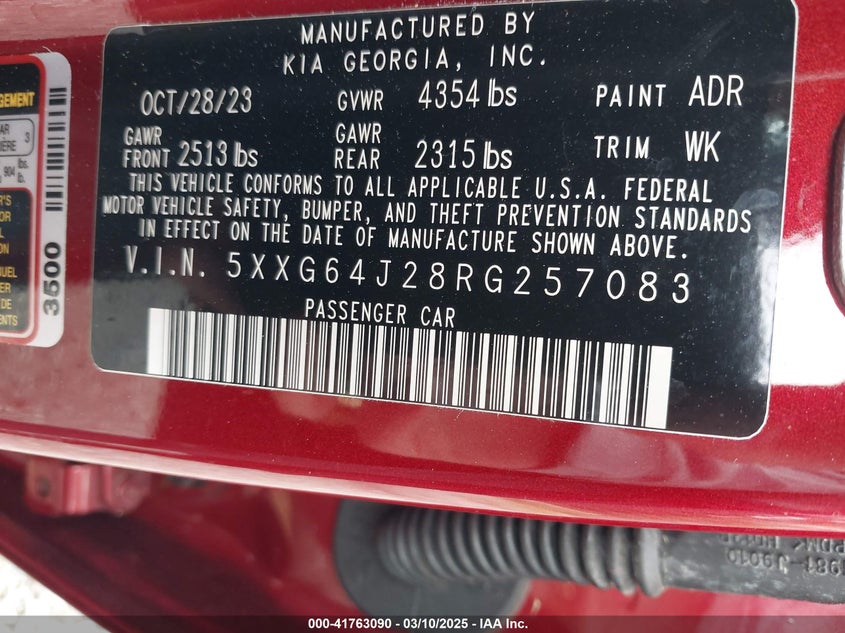 MANUFACTURED BY
KIA GEORGIA, INC.
OCT/28/23 GVWR 4354 lbs PAINT ADR
GAWR FRONT 2513 lbs GAWR REAR 2315 lbs TRIM WK
THIS VEHICLE CONFORMS TO ALL APPLICABLE U.S.A. FEDERAL
MOTOR VEHICLE SAFETY, BUMPER, AND THEFT PREVENTION STANDARDS
IN EFFECT ON THE DATE OF MANUFACTURE SHOWN ABOVE.
V.I.N. 5XXG64J28RG257083
PASSENGER CAR
3500
000-41763090 - 03/10/2025 - IAA Inc.